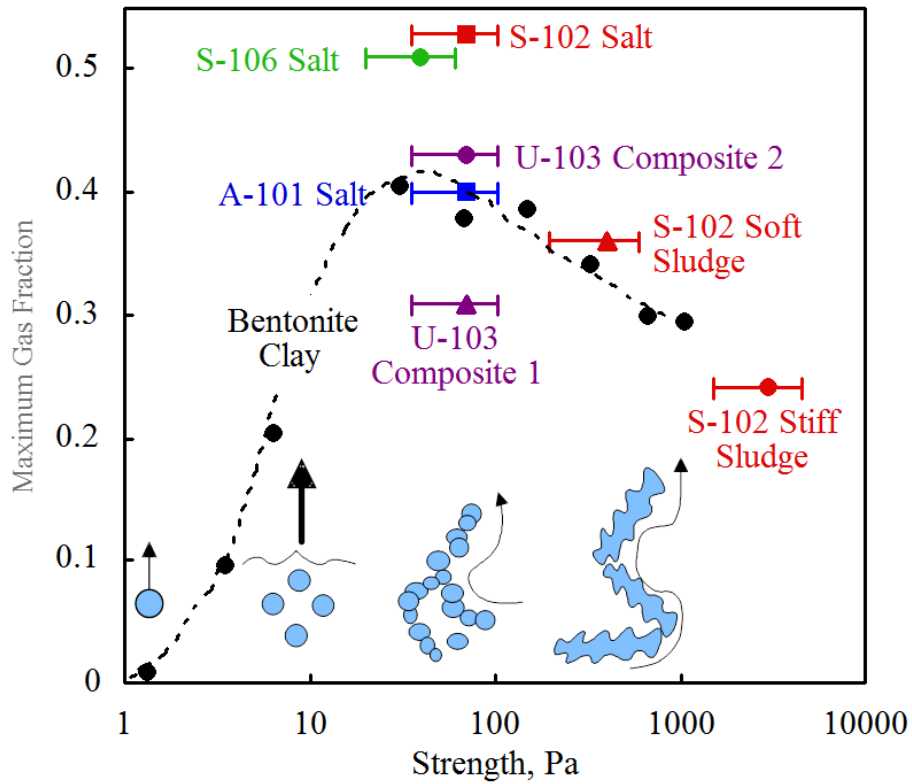 S-102 Salt
S-106 Salt
0.5
U-103 Composite 2
0.4
A-101 Salt
S-102 Soft
Sludge
0.3
Bentonite
Clay
U-103
Composite 1
Maximum Gas Fraction
0.2
S-102 Stiff
Sludge
0.1
0
1
10
100
1000
10000
Strength, Pa